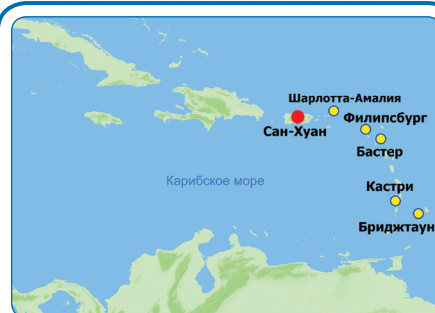 Шарлотта-Амалия
Филипсбург
Сан-Хуан
Бастер
Карибское море
Кастри
Бриджтаун